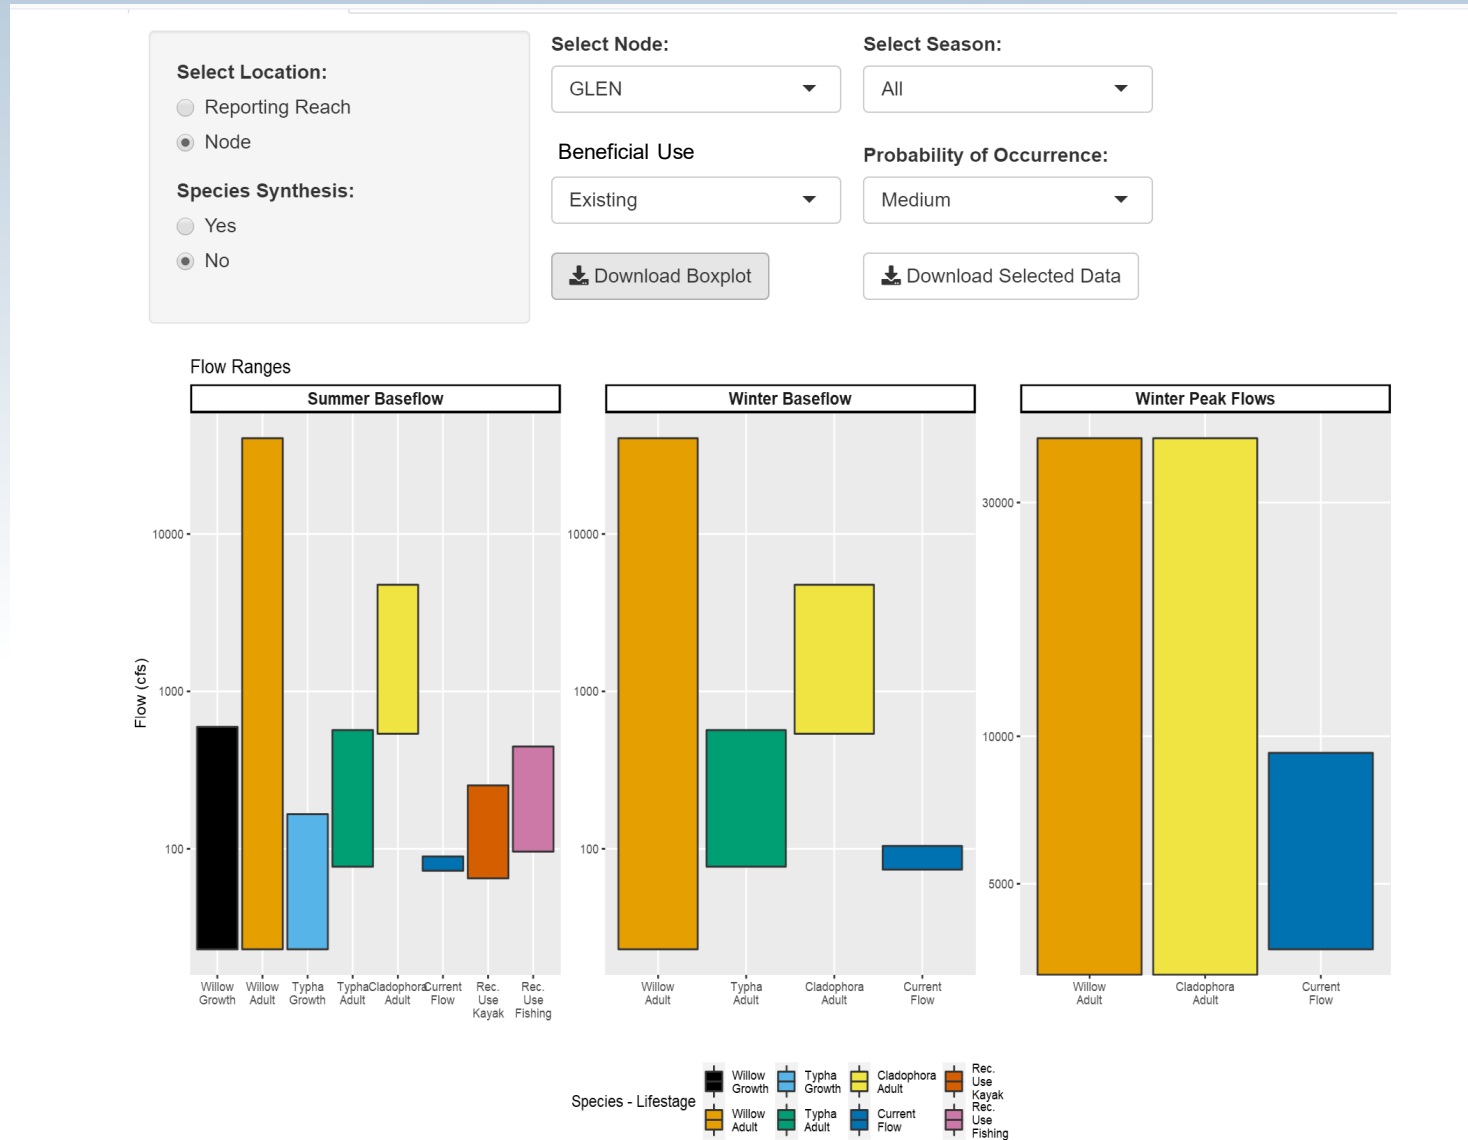 Select Location:
Reporting Reach
Node
Species Synthesis:
Yes
No
Select Node:
GLEN
Select Season:
All
Beneficial Use
Existing
Probability of Occurrence:
Medium
Download Boxplot
Download Selected Data
Flow Ranges
Summer Baseflow
Winter Baseflow
Winter Peak Flows
Flow (cfs)
10000
1000
100
10000
1000
100
30000
10000
5000
Willow
Growth
Willow
Adult
Typha
Growth
Typha
Adult
Cladophora
Adult
Current
Flow
Rec.
Use
Kayak
Rec.
Use
Fishing
Willow
Adult
Typha
Adult
Cladophora
Adult
Current
Flow
Willow
Adult
Cladophora
Adult
Current
Flow
Species - Lifestage
Willow
Growth
Willow
Adult
Typha
Growth
Typha
Adult
Cladophora
Adult
Current
Flow
Rec.
Use
Kayak
Rec.
Use
Fishing